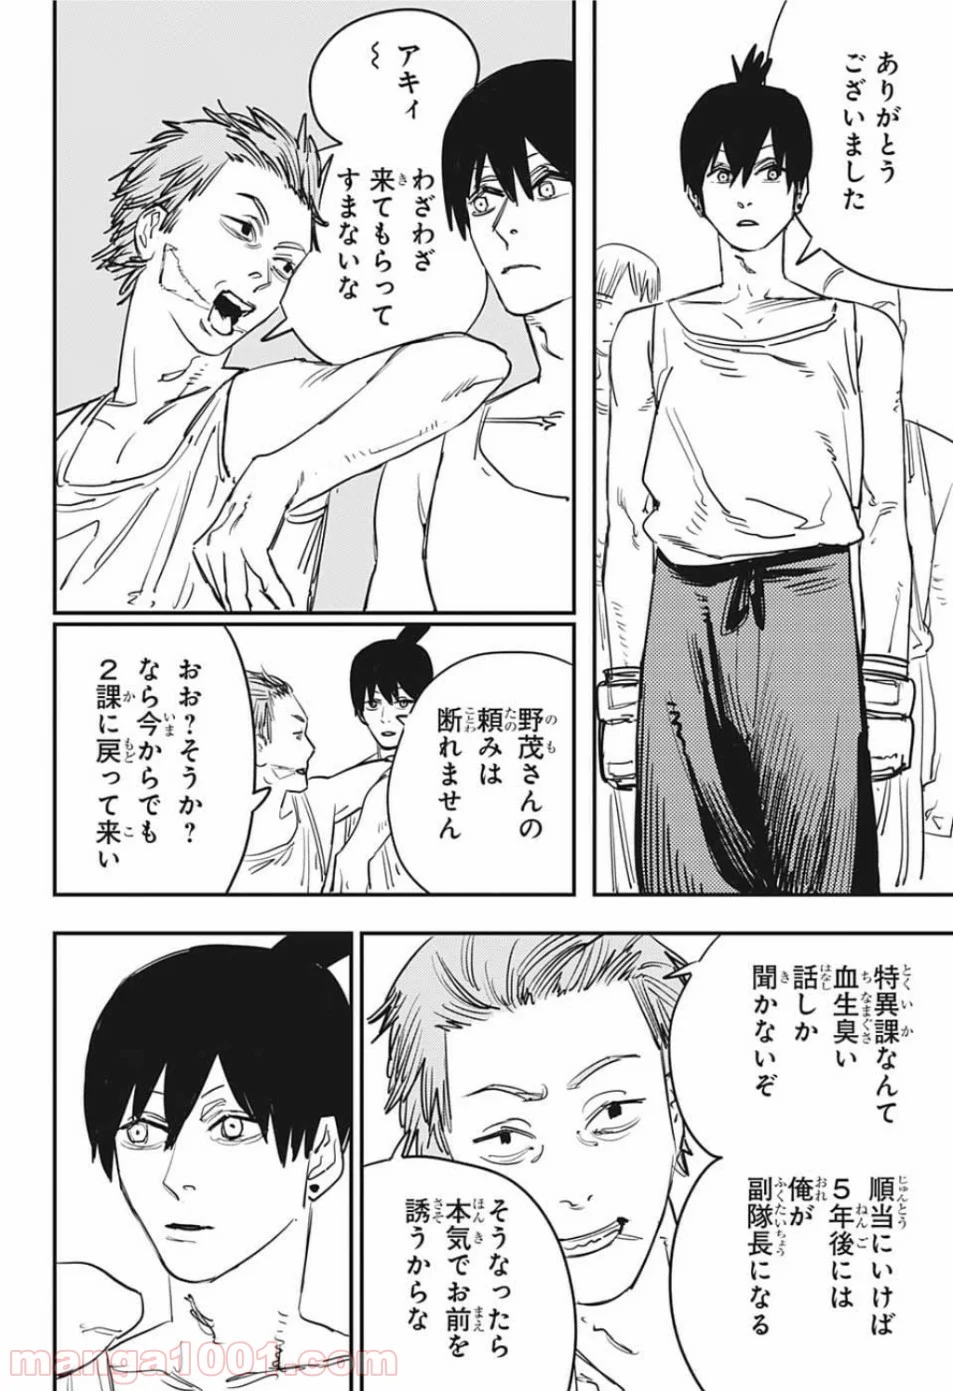 ありがとう
ございました
アキィ
〜
わざわざ
来てもらって
すまないな
野茂さんの
頼みは
断れません
おお？そうか？
なら今からでも
２課に戻って来い
特異課なんて
血生臭い
話しか
聞かないぞ
順当にいけば
５年後には
俺が
副隊長になる
そうなったら
本気でお前を
誘うからな
manga1001.com